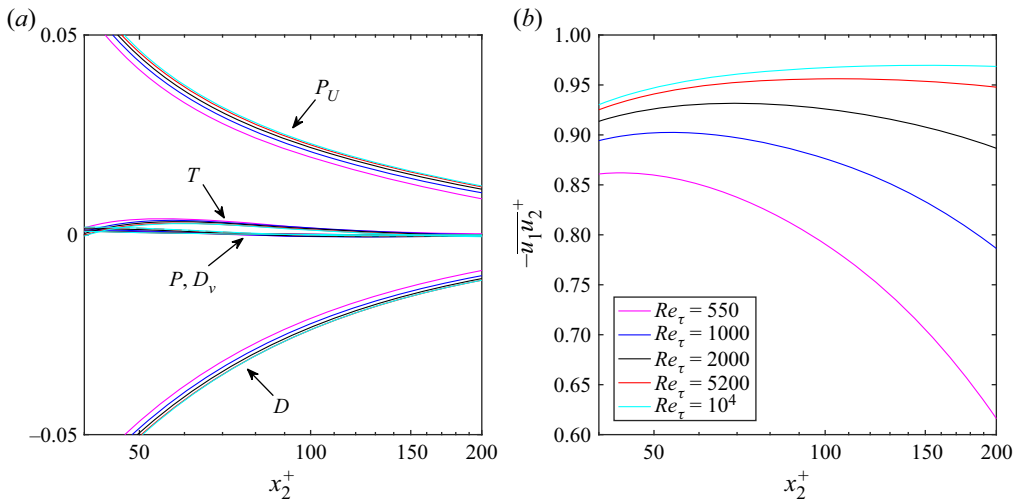 (a)
0.05
0
−0.05
P_U
T
P, D_v
D
50 100 150 200
x_2^+
(b)
1.00
0.95
0.90
0.85
0.80
0.75
0.70
0.65
0.60
−\overline{u_1u_2}^+
Re_τ = 550
Re_τ = 1000
Re_τ = 2000
Re_τ = 5200
Re_τ = 10^4
50 100 150 200
x_2^+